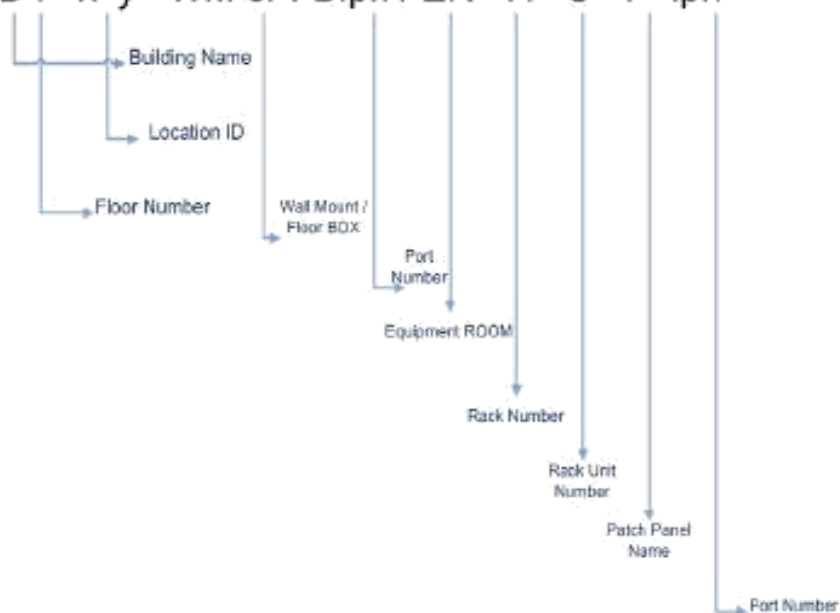 Building Name
Location ID
Floor Number
Wall Mount /
Floor BOX
Port
Number
Equipment ROOM
Rack Number
Rack Unit
Number
Patch Panel
Name
Port Number